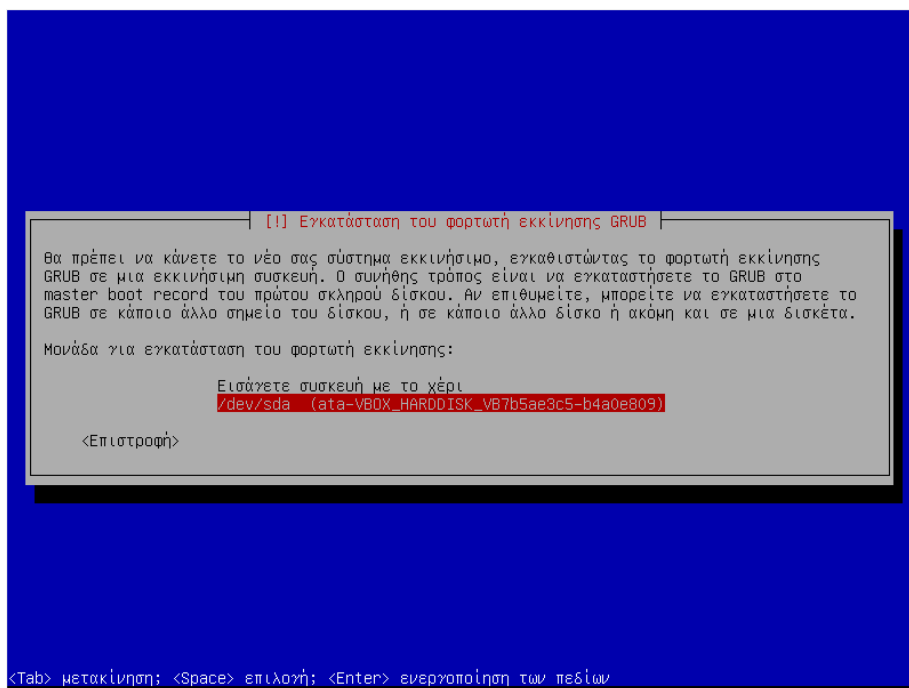 [!] Εγκατάσταση του φορτωτή εκκίνησης GRUB
Θα πρέπει να κάνετε το νέο σας σύστημα εκκινήσιμο, εγκαθιστώντας το φορτωτή εκκίνησης
GRUB σε μια εκκινήσιμη συσκευή. Ο συνήθης τρόπος είναι να εγκαταστήσετε το GRUB στο
master boot record του πρώτου σκληρού δίσκου. Αν επιθυμείτε, μπορείτε να εγκαταστήσετε το
GRUB σε κάποιο άλλο σημείο του δίσκου, ή σε κάποιο άλλο δίσκο ή ακόμη και σε μια δισκέτα.
Μονάδα για εγκατάσταση του φορτωτή εκκίνησης:
Εισάγετε συσκευή με το χέρι
/dev/sda (ata-VBOX_HARDDISK_VB7b5ae3c5-b4a0e809)
<Επιστροφή>
<Tab> μετακίνηση; <Space> επιλογή; <Enter> ενεργοποίηση των πεδίων